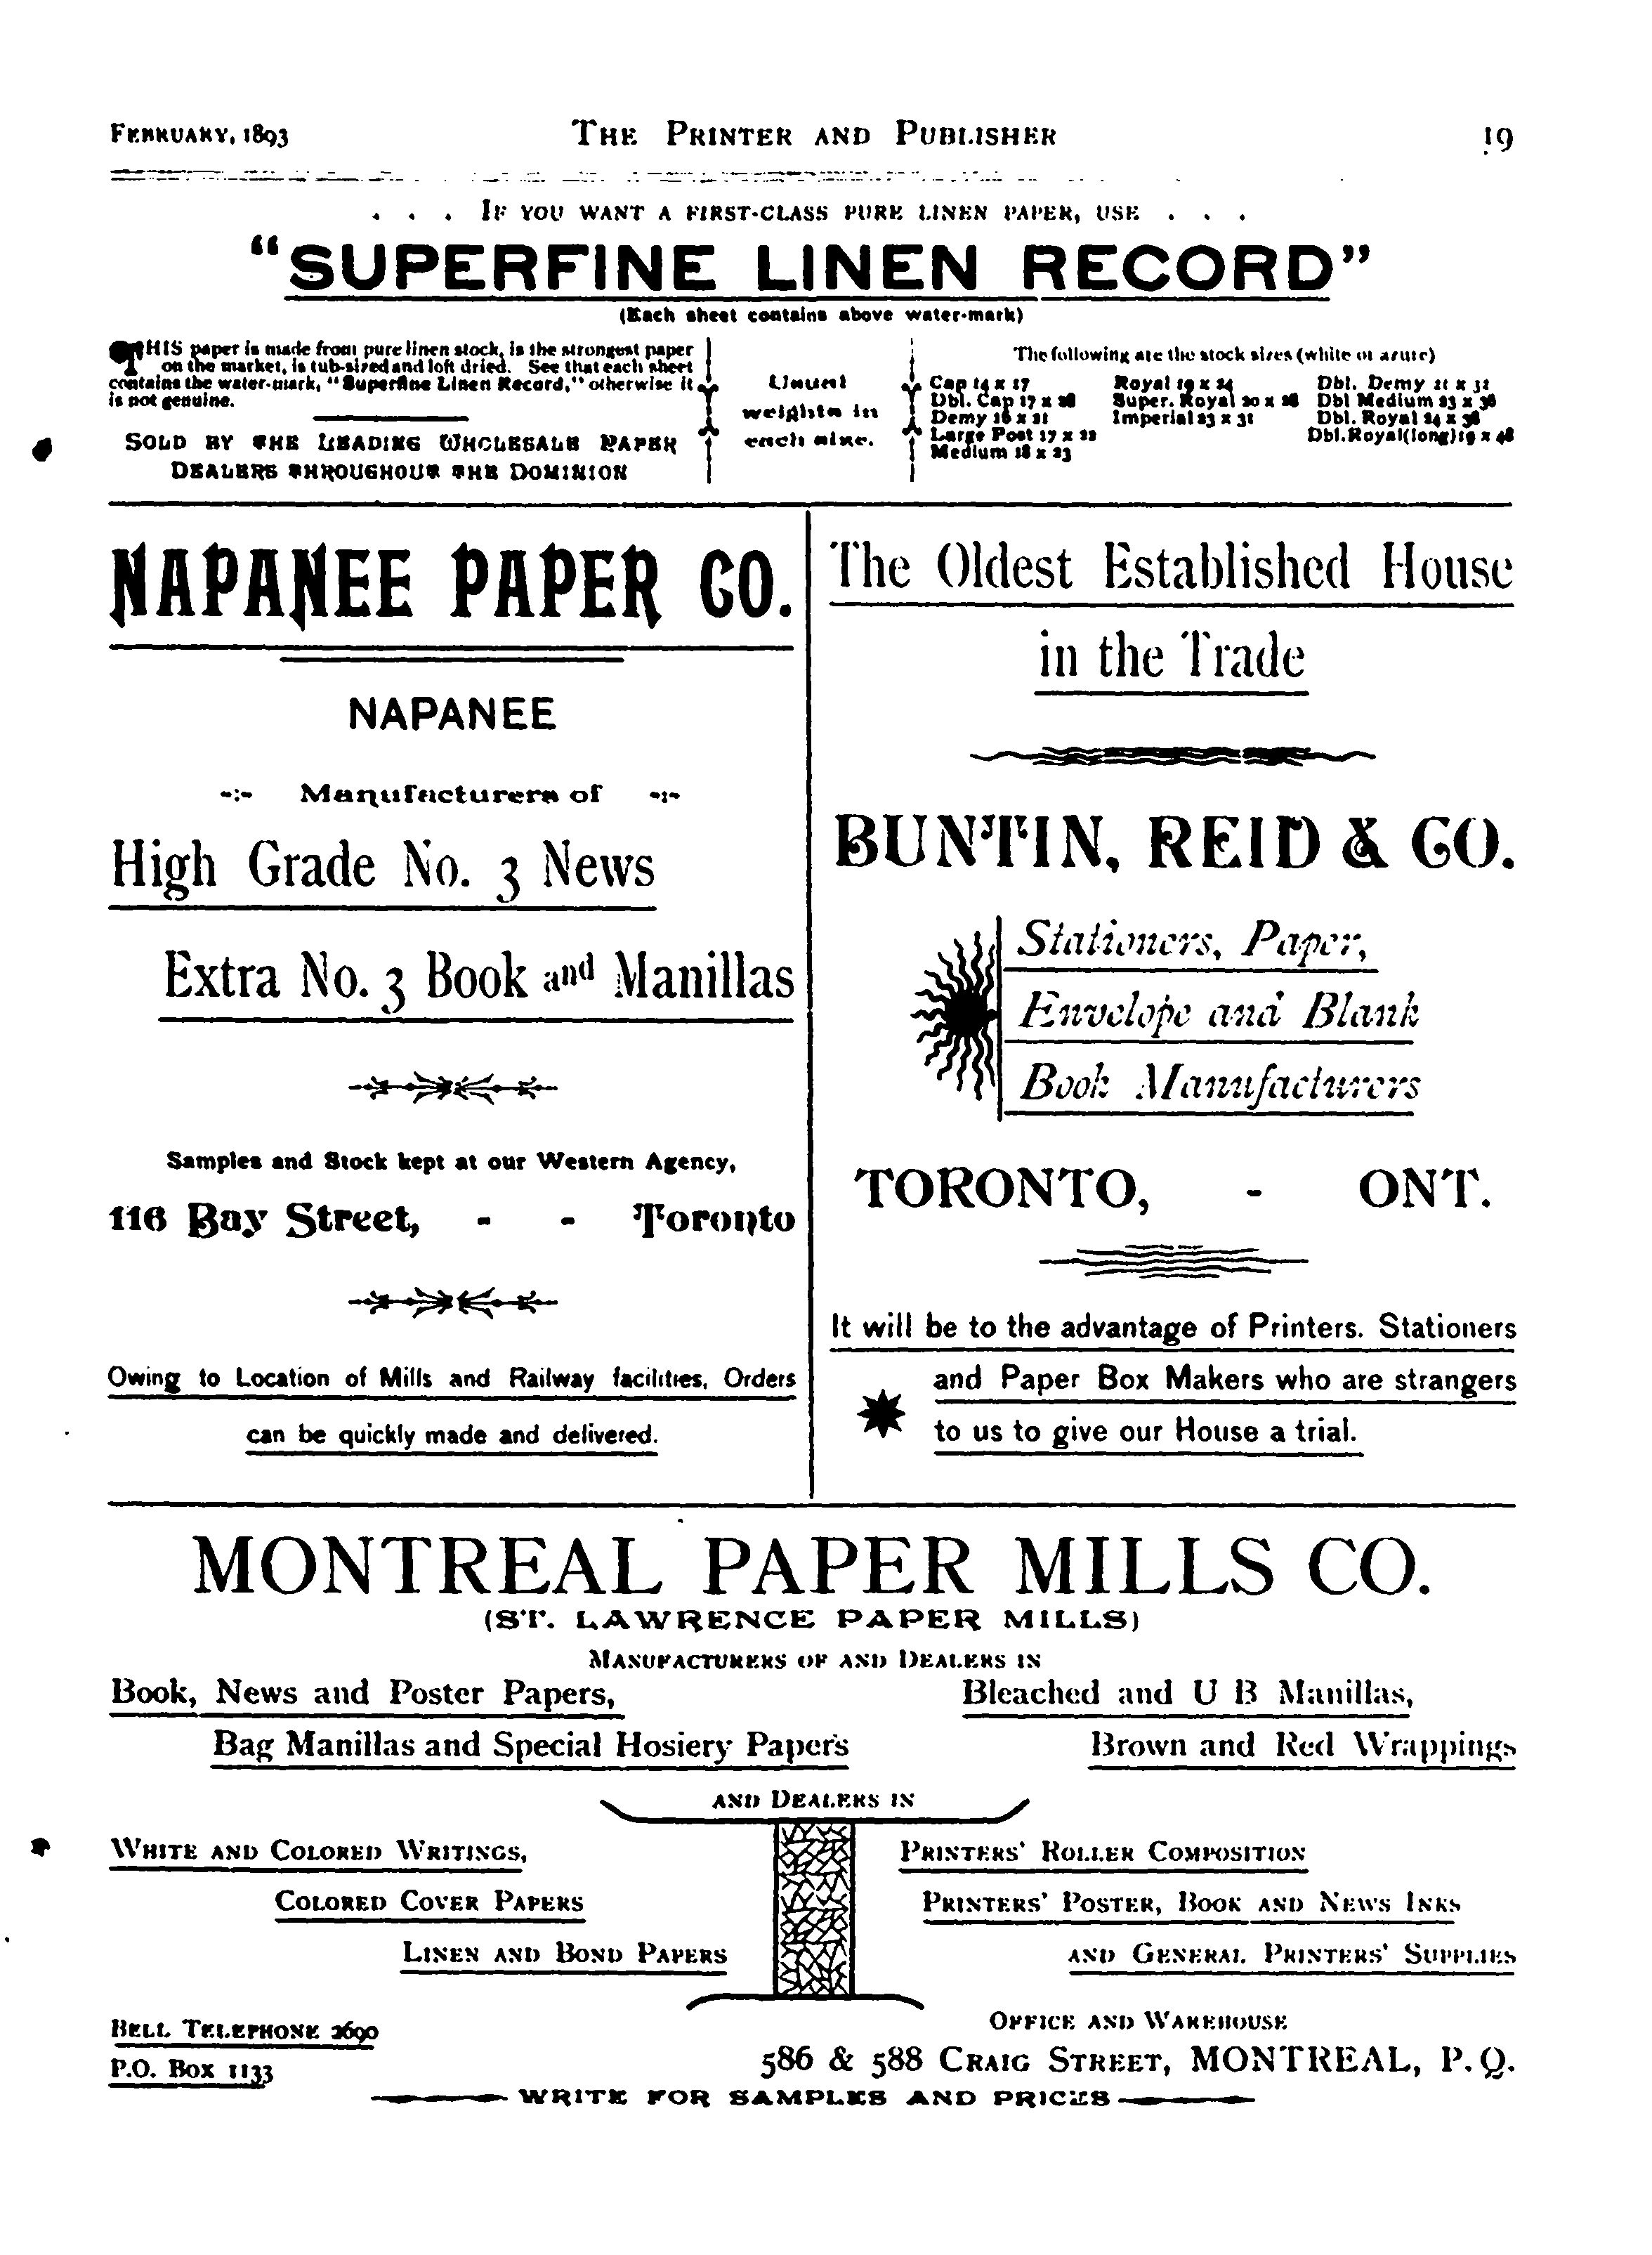 FEBRUARY, 1893 THE PRINTER AND PUBLISHER 19
. . . IF YOU WANT A FIRST-CLASS PURE LINEN PAPER, USE . . .
"SUPERFINE LINEN RECORD"
(Each sheet contains above water-mark)
THIS paper is made from pure linen stock, is the strongest paper
on the market, is tub-sized and loft dried. See that each sheet
contains the water-mark, "Superfine Linen Record," otherwise it
is not genuine.
SOLD BY THE LEADING WHOLESALE PAPER
DEALERS THROUGHOUT THE DOMINION
Usual
weights in
each size.
The following are the stock sizes (white or azure)
Cap 14 x 17
Dbl. Cap 17 x 28
Demy 16 x 21
Large Post 17 x 22
Medium 18 x 23
Royal 19 x 24
Super. Royal 20 x 28
Imperial 23 x 31
Dbl. Demy 21 x 32
Dbl Medium 23 x 36
Dbl. Royal 24 x 38
Dbl. Royal (long) 19 x 48
NAPANEE PAPER CO.
NAPANEE
-:- Manufacturers of -:-
High Grade No. 3 News
Extra No. 3 Book and Manillas
Samples and Stock kept at our Western Agency,
116 Bay Street, - - Toronto
Owing to Location of Mills and Railway facilities, Orders
can be quickly made and delivered.
The Oldest Established House
in the Trade
BUNTIN, REID & CO.
Stationers, Paper,
Envelope and Blank
Book Manufacturers
TORONTO, - ONT.
It will be to the advantage of Printers. Stationers
and Paper Box Makers who are strangers
to us to give our House a trial.
MONTREAL PAPER MILLS CO.
(ST. LAWRENCE PAPER MILLS)
MANUFACTURERS OF AND DEALERS IN
Book, News and Poster Papers,
Bag Manillas and Special Hosiery Papers
Bleached and U B Manillas,
Brown and Red Wrappings
AND DEALERS IN
WHITE AND COLORED WRITINGS,
COLORED COVER PAPERS
LINEN AND BOND PAPERS
PRINTERS' ROLLER COMPOSITION
PRINTERS' POSTER, BOOK AND NEWS INKS
AND GENERAL PRINTERS' SUPPLIES
BELL TELEPHONE 2690
P.O. BOX 1133
OFFICE AND WAREHOUSE
586 & 588 CRAIG STREET, MONTREAL, P.Q.
WRITE FOR SAMPLES AND PRICES